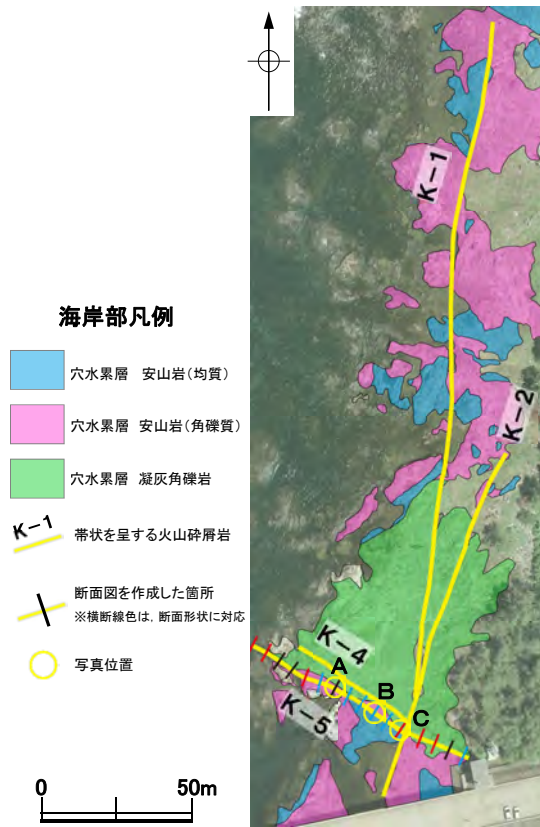 海岸部凡例
穴水累層 安山岩(均質)
穴水累層 安山岩(角礫質)
穴水累層 凝灰角礫岩
K-1
帯状を呈する火山砕屑岩
断面図を作成した箇所
※横断線色は，断面形状に対応
写真位置
0 50m
K-1
K-2
K-4
A
B
K-5
C